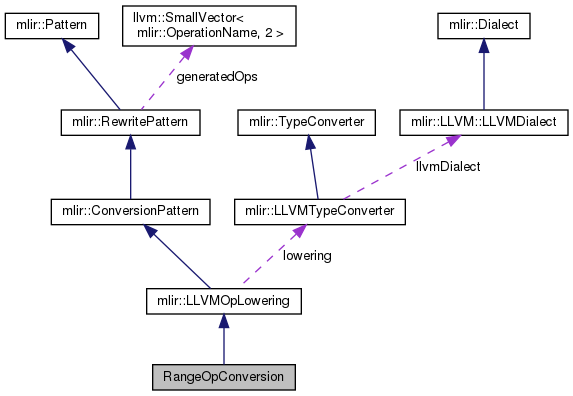 mlir::Pattern
llvm::SmallVector<
mlir::OperationName, 2 >
mlir::Dialect
generatedOps
mlir::RewritePattern
mlir::TypeConverter
mlir::LLVM::LLVMDialect
llvmDialect
mlir::ConversionPattern
mlir::LLVMTypeConverter
lowering
mlir::LLVMOpLowering
RangeOpConversion